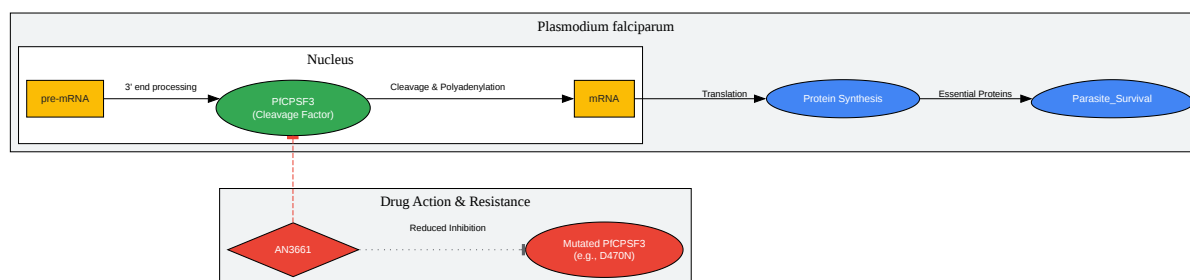 Plasmodium falciparum
Nucleus
pre-mRNA
3' end processing
PfCPSF3
(Cleavage Factor)
Cleavage & Polyadenylation
mRNA
Translation
Protein Synthesis
Essential Proteins
Parasite_Survival
Drug Action & Resistance
AN3661
Reduced Inhibition
Mutated PfCPSF3
(e.g., D470N)